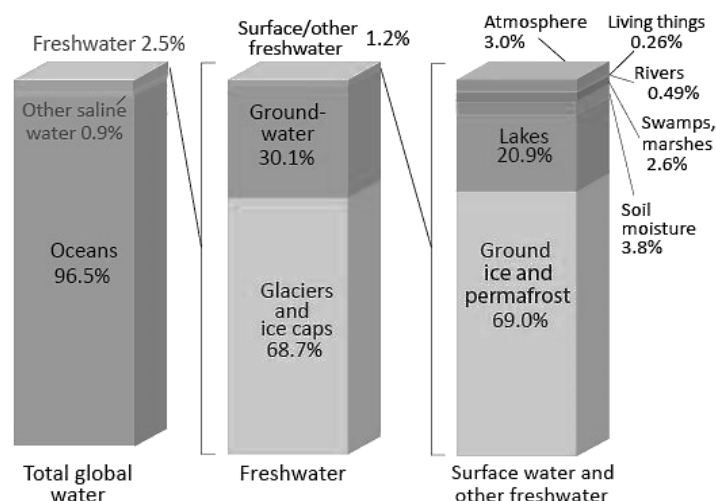 Freshwater 2.5%
Other saline
water 0.9%
Oceans
96.5%
Total global
water
Surface/other
freshwater
1.2%
Ground-
water
30.1%
Glaciers
and
ice caps
68.7%
Freshwater
Atmosphere
3.0%
Living things
0.26%
Rivers
0.49%
Swamps,
marshes
2.6%
Soil
moisture
3.8%
Lakes
20.9%
Ground
ice and
permafrost
69.0%
Surface water and
other freshwater